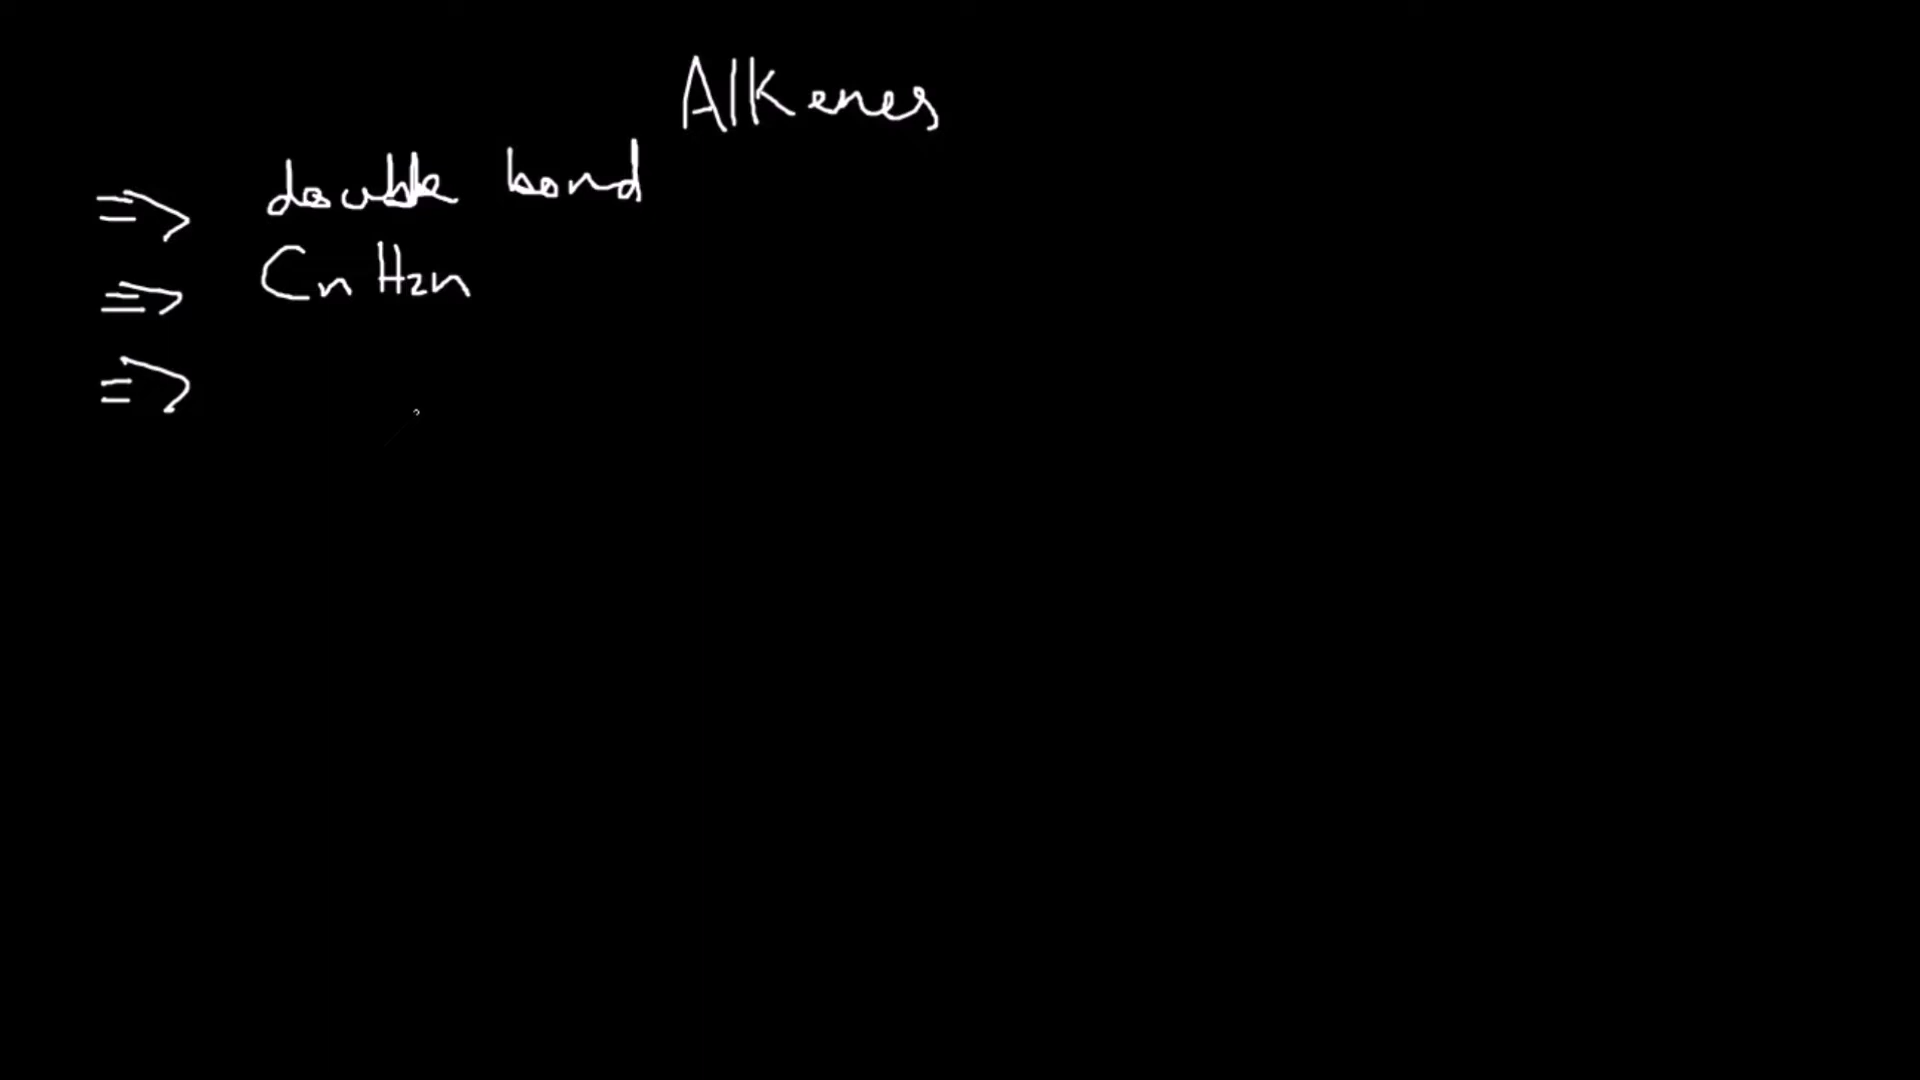 Alkenes
=> double bond
=> CnH2n
=>